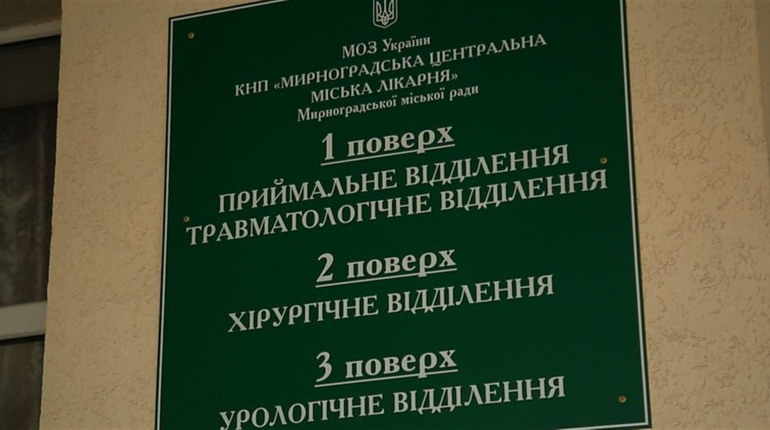 МОЗ України
КНП «МИРНОГРАДСЬКА ЦЕНТРАЛЬНА
МІСЬКА ЛІКАРНЯ»
Мирноградської міської ради
1 поверх
ПРИЙМАЛЬНЕ ВІДДІЛЕННЯ
ТРАВМАТОЛОГІЧНЕ ВІДДІЛЕННЯ
2 поверх
ХІРУРГІЧНЕ ВІДДІЛЕННЯ
3 поверх
УРОЛОГІЧНЕ ВІДДІЛЕННЯ